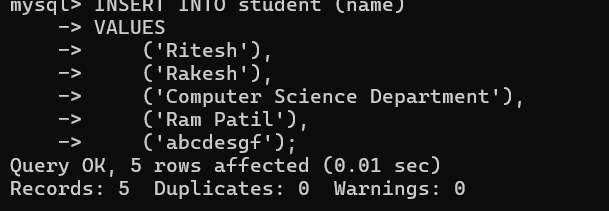 mysql> INSERT INTO student (name)
    -> VALUES
    ->     ('Ritesh'),
    ->     ('Rakesh'),
    ->     ('Computer Science Department'),
    ->     ('Ram Patil'),
    ->     ('abcdesgf');
Query OK, 5 rows affected (0.01 sec)
Records: 5  Duplicates: 0  Warnings: 0